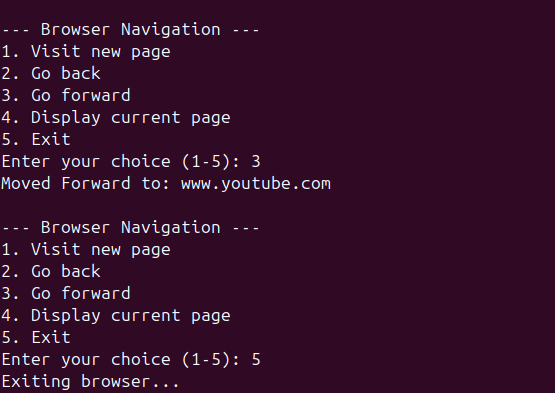 --- Browser Navigation ---
1. Visit new page
2. Go back
3. Go forward
4. Display current page
5. Exit
Enter your choice (1-5): 3
Moved Forward to: www.youtube.com

--- Browser Navigation ---
1. Visit new page
2. Go back
3. Go forward
4. Display current page
5. Exit
Enter your choice (1-5): 5
Exiting browser...